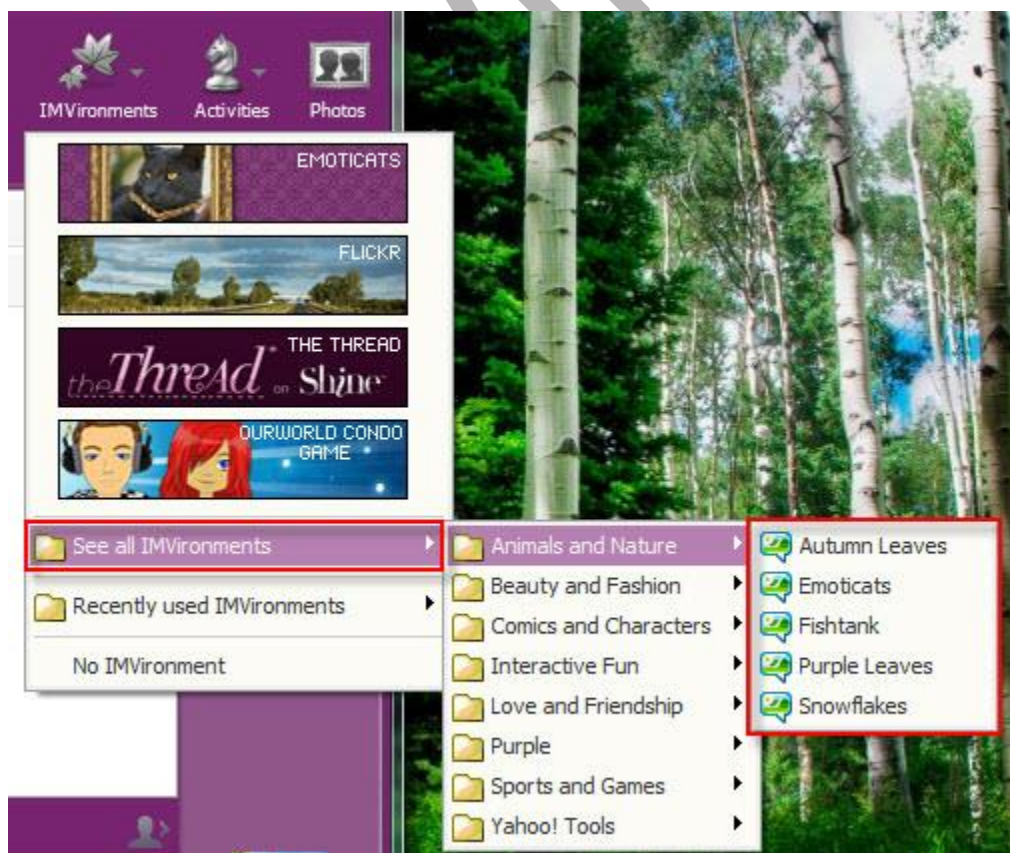 IMVironments
Activities
Photos
EMOTICATS
FLICKR
THE THREAD
theThreAd on Shine
OURWORLD CONDO
GAME
See all IMVironments
Recently used IMVironments
No IMVironment
Animals and Nature
Beauty and Fashion
Comics and Characters
Interactive Fun
Love and Friendship
Purple
Sports and Games
Yahoo! Tools
Autumn Leaves
Emoticats
Fishtank
Purple Leaves
Snowflakes